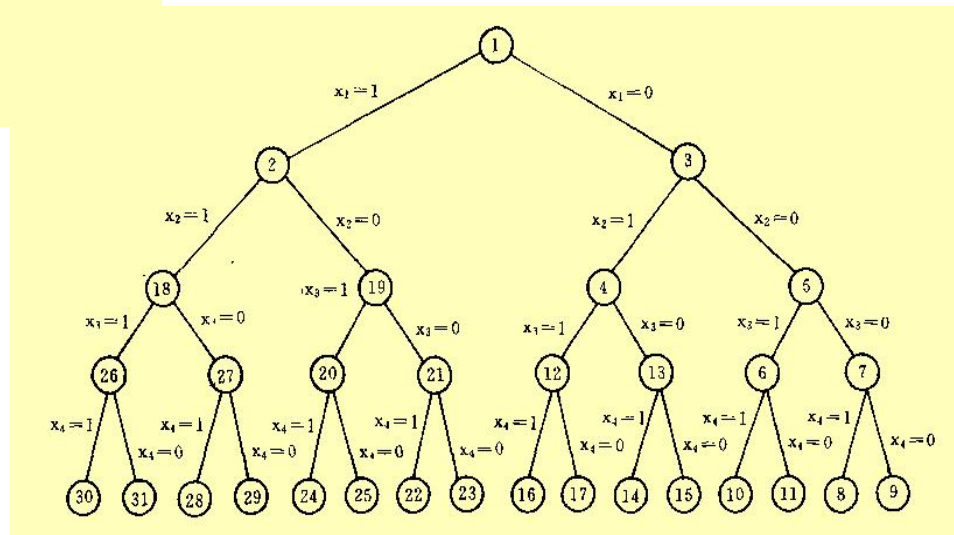 1
x₁=1 x₁=0
2 3
x₂=1 x₂=0 x₂=1 x₂=0
18 19 4 5
x₃=1 x₃=0 x₃=1 x₃=0 x₃=1 x₃=0 x₃=1 x₃=0
26 27 20 21 12 13 6 7
x₄=1 x₄=0 x₄=1 x₄=0 x₄=1 x₄=0 x₄=1 x₄=0 x₄=1 x₄=0 x₄=1 x₄=0 x₄=1 x₄=0 x₄=1 x₄=0
30 31 28 29 24 25 22 23 16 17 14 15 10 11 8 9